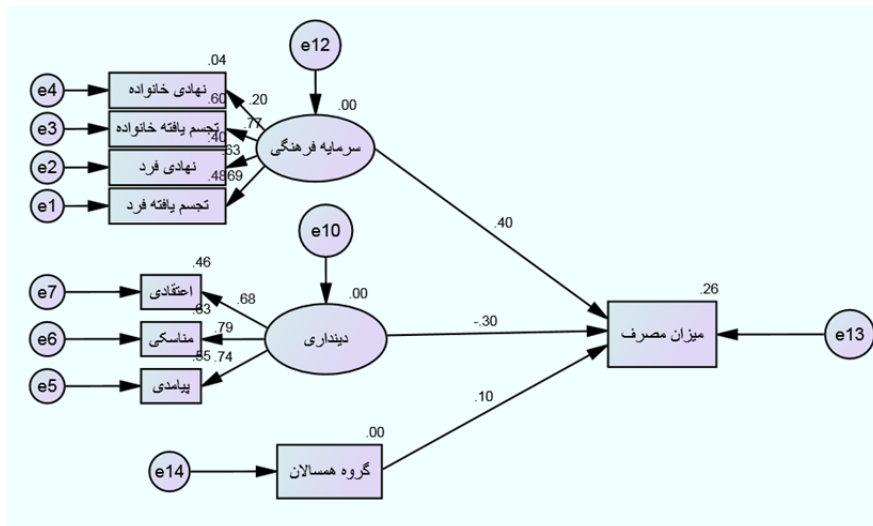 e12
.04
e4
نهادی خانواده
.20
.00
.60
e3
تجسم یافته خانواده
.77
سرمایه فرهنگی
.40
e2
نهادی فرد
.63
.48
.69
e1
تجسم یافته فرد
.40
e10
.46
e7
اعتقادی
.68
.00
.26
.63
e6
مناسکی
.79
دینداری
-.30
میزان مصرف
e13
.55
.74
e5
پیامدی
.10
.00
e14
گروه همسالان